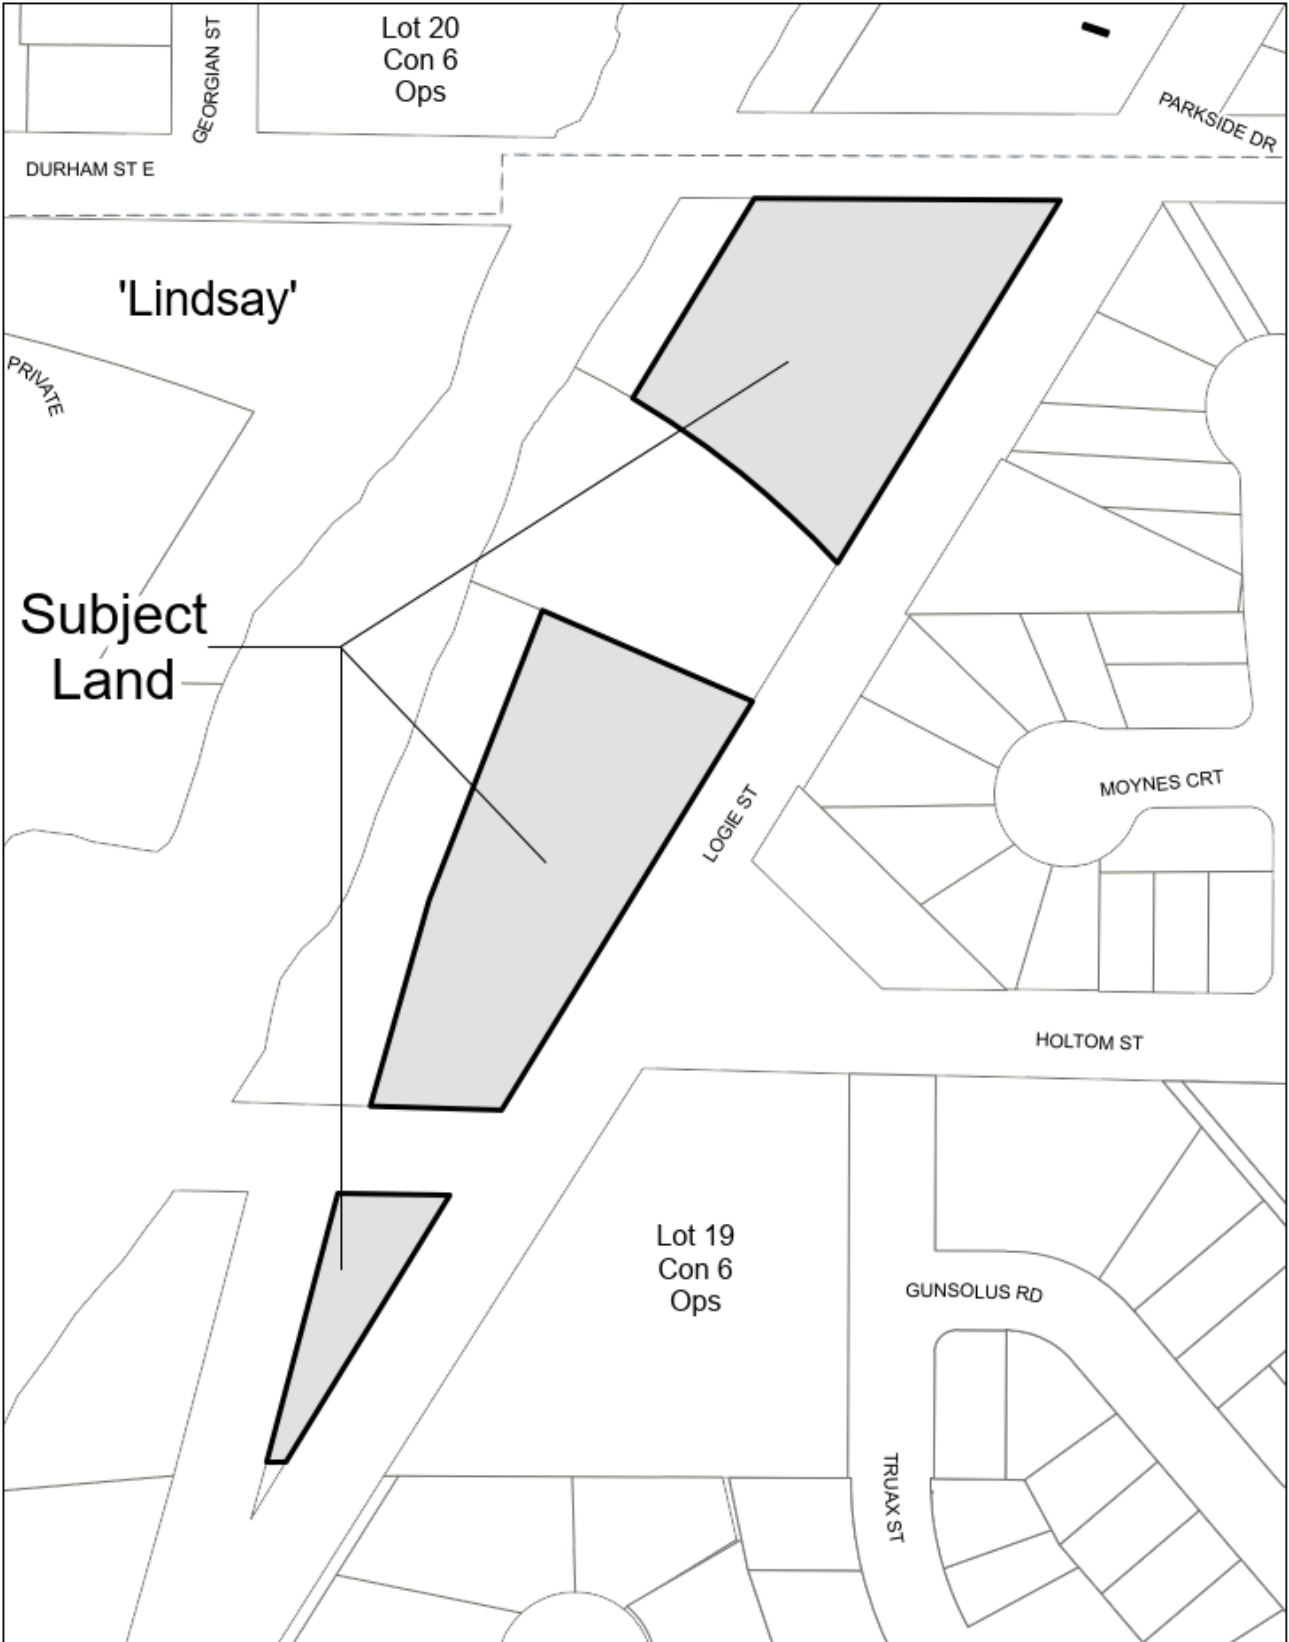 Lot 20
Con 6
Ops
GEORGIAN ST
PARKSIDE DR
DURHAM ST E
'Lindsay'
PRIVATE
Subject
Land
MOYNES CRT
LOGIE ST
HOLTOM ST
Lot 19
Con 6
Ops
GUNSOLUS RD
TRUAX ST